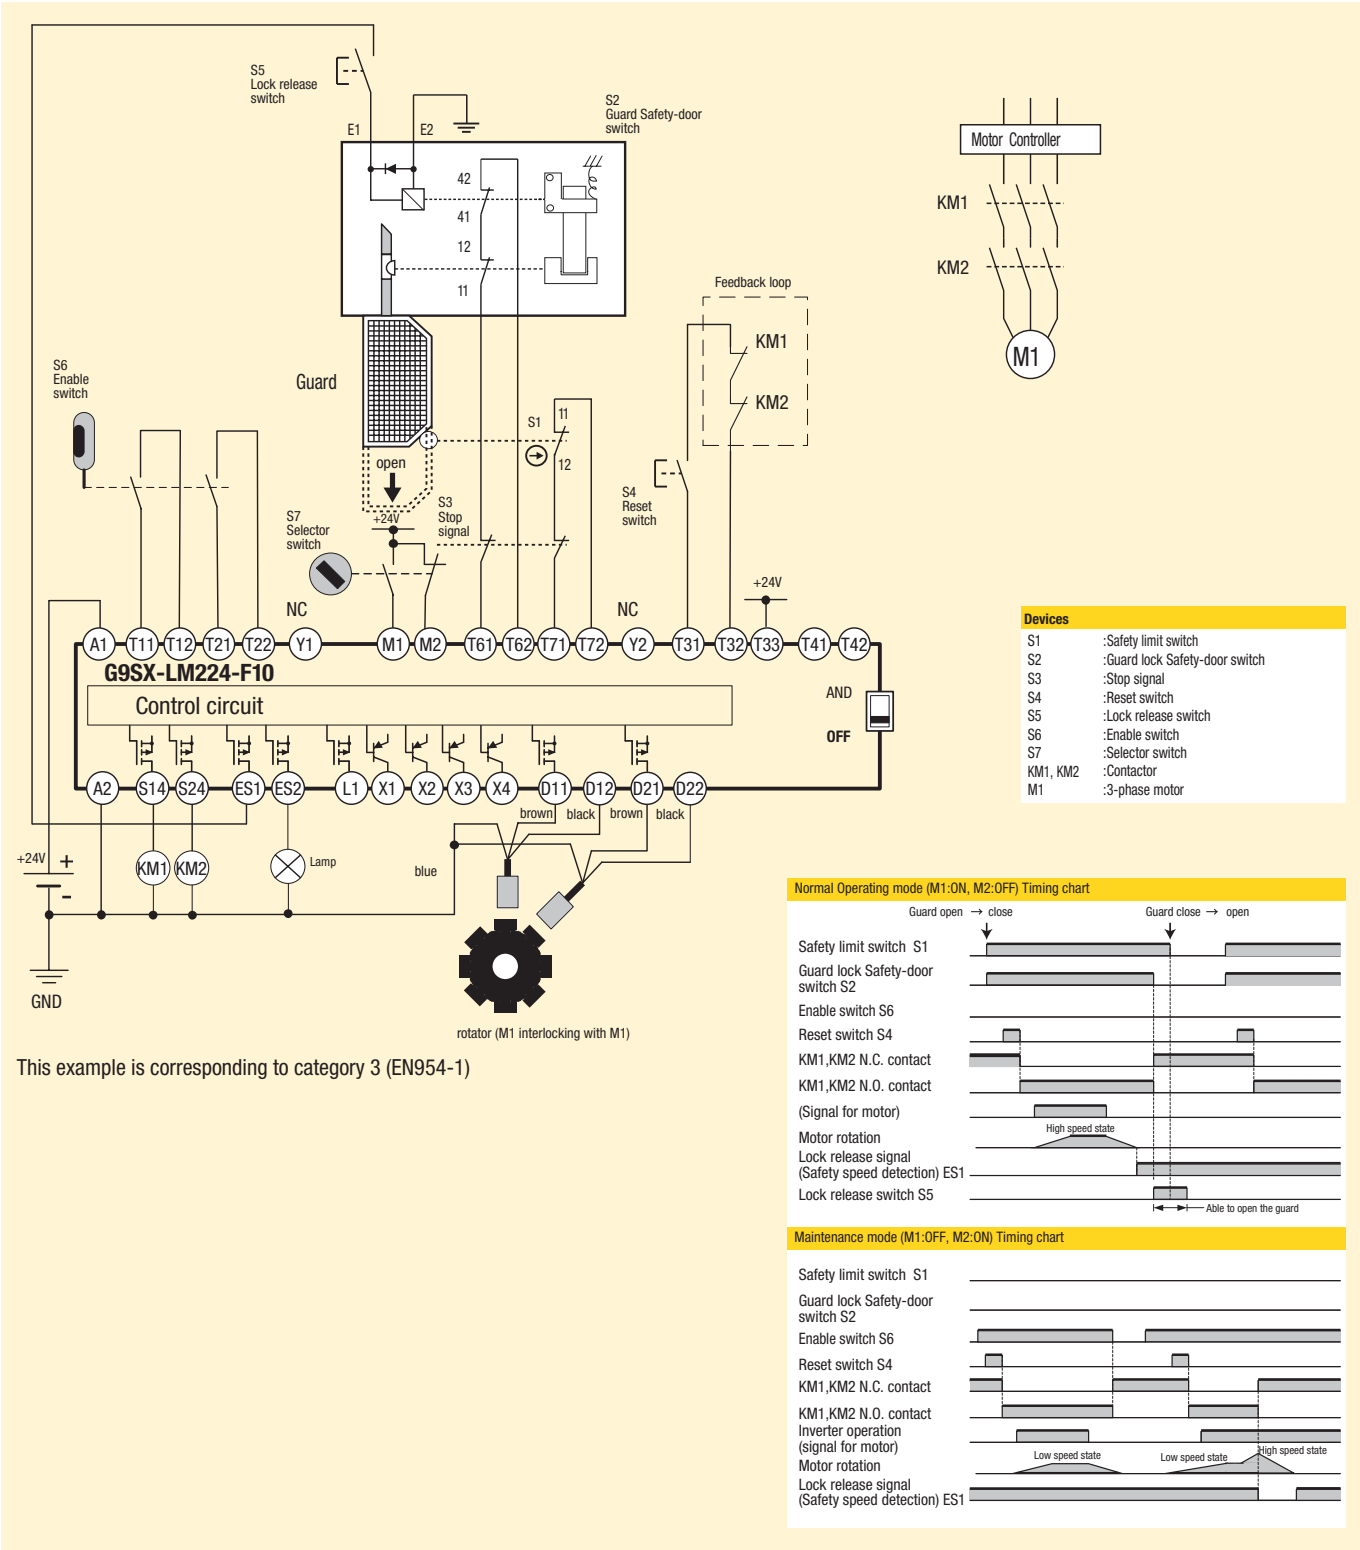 S5
Lock release
switch
E1
E2
S2
Guard Safety-door
switch
42
41
12
11
Motor Controller
KM1
KM2
M1
Feedback loop
KM1
KM2
S6
Enable
switch
Guard
open
S1
11
12
S4
Reset
switch
S7
Selector
switch
+24V
S3
Stop
signal
+24V
NC
NC
A1
T11
T12
T21
T22
Y1
M1
M2
T61
T62
T71
T72
Y2
T31
T32
T33
T41
T42
G9SX-LM224-F10
Control circuit
AND
OFF
A2
S14
S24
ES1
ES2
L1
X1
X2
X3
X4
D11
D12
D21
D22
brown
black
brown
black
+24V
+
-
KM1
KM2
Lamp
blue
GND
rotator (M1 interlocking with M1)
This example is corresponding to category 3 (EN954-1)
Devices
S1 :Safety limit switch
S2 :Guard lock Safety-door switch
S3 :Stop signal
S4 :Reset switch
S5 :Lock release switch
S6 :Enable switch
S7 :Selector switch
KM1, KM2 :Contactor
M1 :3-phase motor
Normal Operating mode (M1:ON, M2:OFF) Timing chart
Guard open → close
Guard close → open
Safety limit switch S1
Guard lock Safety-door
switch S2
Enable switch S6
Reset switch S4
KM1,KM2 N.C. contact
KM1,KM2 N.O. contact
(Signal for motor)
High speed state
Motor rotation
Lock release signal
(Safety speed detection) ES1
Lock release switch S5
Able to open the guard
Maintenance mode (M1:OFF, M2:ON) Timing chart
Safety limit switch S1
Guard lock Safety-door
switch S2
Enable switch S6
Reset switch S4
KM1,KM2 N.C. contact
KM1,KM2 N.O. contact
Inverter operation
(signal for motor)
Low speed state
Low speed state
High speed state
Motor rotation
Lock release signal
(Safety speed detection) ES1